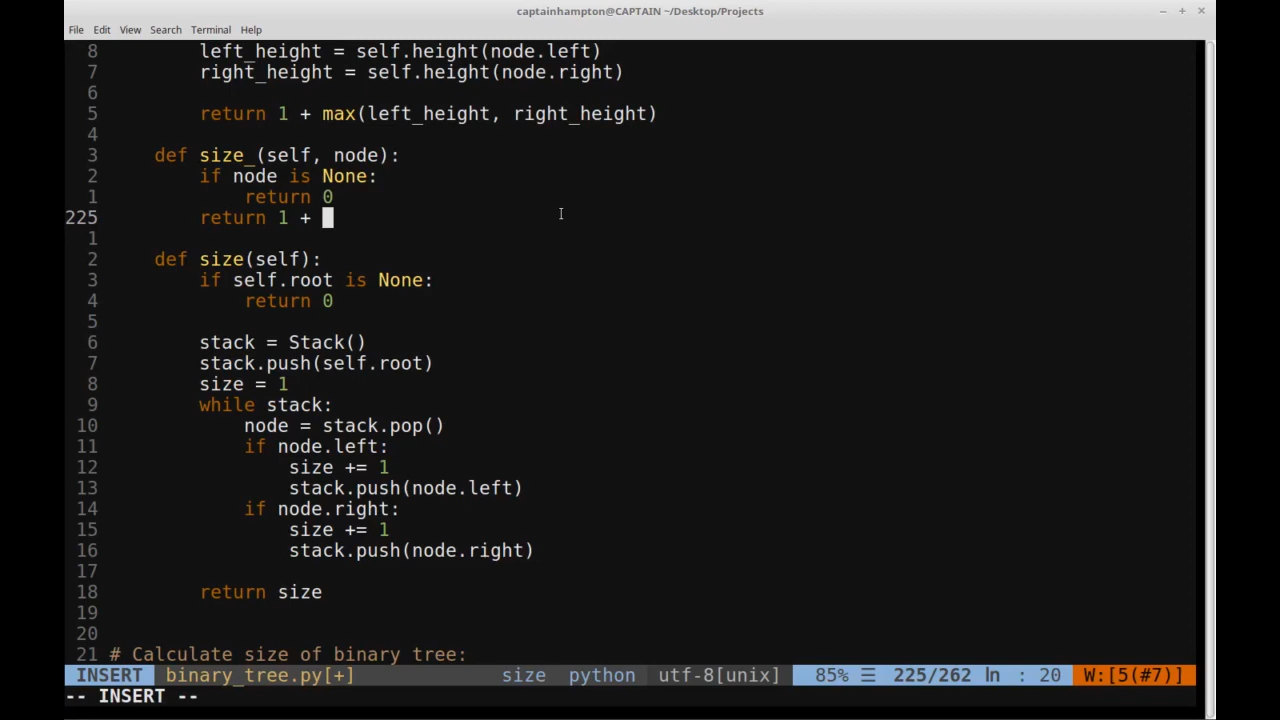 captainhampton@CAPTAIN ~/Desktop/Projects
File Edit View Search Terminal Help
8         left_height = self.height(node.left)
7         right_height = self.height(node.right)
6
5         return 1 + max(left_height, right_height)
4
3     def size_(self, node):
2         if node is None:
1             return 0
225         return 1 +
1
2     def size(self):
3         if self.root is None:
4             return 0
5
6         stack = Stack()
7         stack.push(self.root)
8         size = 1
9         while stack:
10             node = stack.pop()
11             if node.left:
12                 size += 1
13                 stack.push(node.left)
14             if node.right:
15                 size += 1
16                 stack.push(node.right)
17
18         return size
19
20
21 # Calculate size of binary tree:
INSERT binary_tree.py[+] size python utf-8[unix] 85% ☰ 225/262 ln : 20 W:[5(#7)]
-- INSERT --